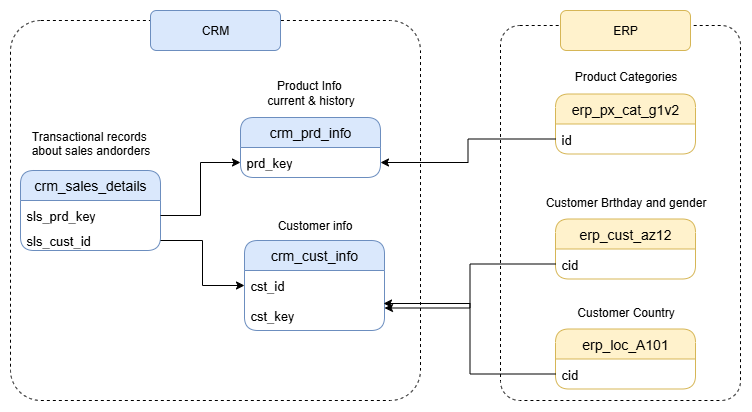 CRM
ERP
Product Info
current & history
crm_prd_info
prd_key
Transactional records
about sales andorders
crm_sales_details
sls_prd_key
sls_cust_id
Customer info
crm_cust_info
cst_id
cst_key
Product Categories
erp_px_cat_g1v2
id
Customer Brthday and gender
erp_cust_az12
cid
Customer Country
erp_loc_A101
cid